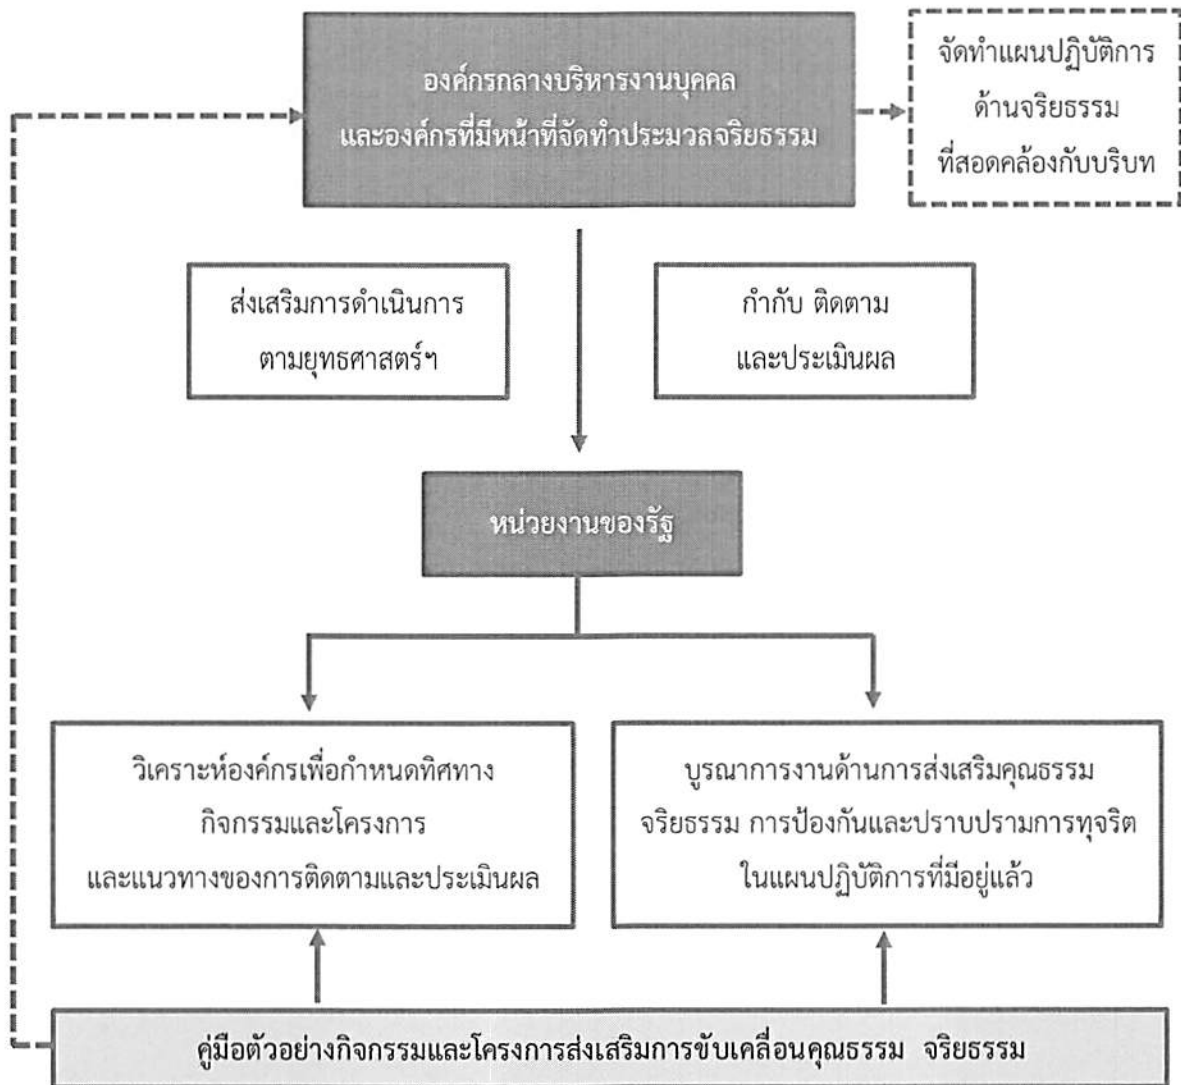 องค์กรกลางบริหารงานบุคคล
และองค์กรที่มีหน้าที่จัดทำประมวลจริยธรรม
จัดทำแผนปฏิบัติการ
ด้านจริยธรรม
ที่สอดคล้องกับบริบท
ส่งเสริมการดำเนินการ
ตามยุทธศาสตร์ฯ
กำกับ ติดตาม
และประเมินผล
หน่วยงานของรัฐ
วิเคราะห์องค์กรเพื่อกำหนดทิศทาง
กิจกรรมและโครงการ
และแนวทางของการติดตามและประเมินผล
บูรณาการงานด้านการส่งเสริมคุณธรรม
จริยธรรม การป้องกันและปราบปรามการทุจริต
ในแผนปฏิบัติการที่มีอยู่แล้ว
คู่มือตัวอย่างกิจกรรมและโครงการส่งเสริมการขับเคลื่อนคุณธรรม จริยธรรม